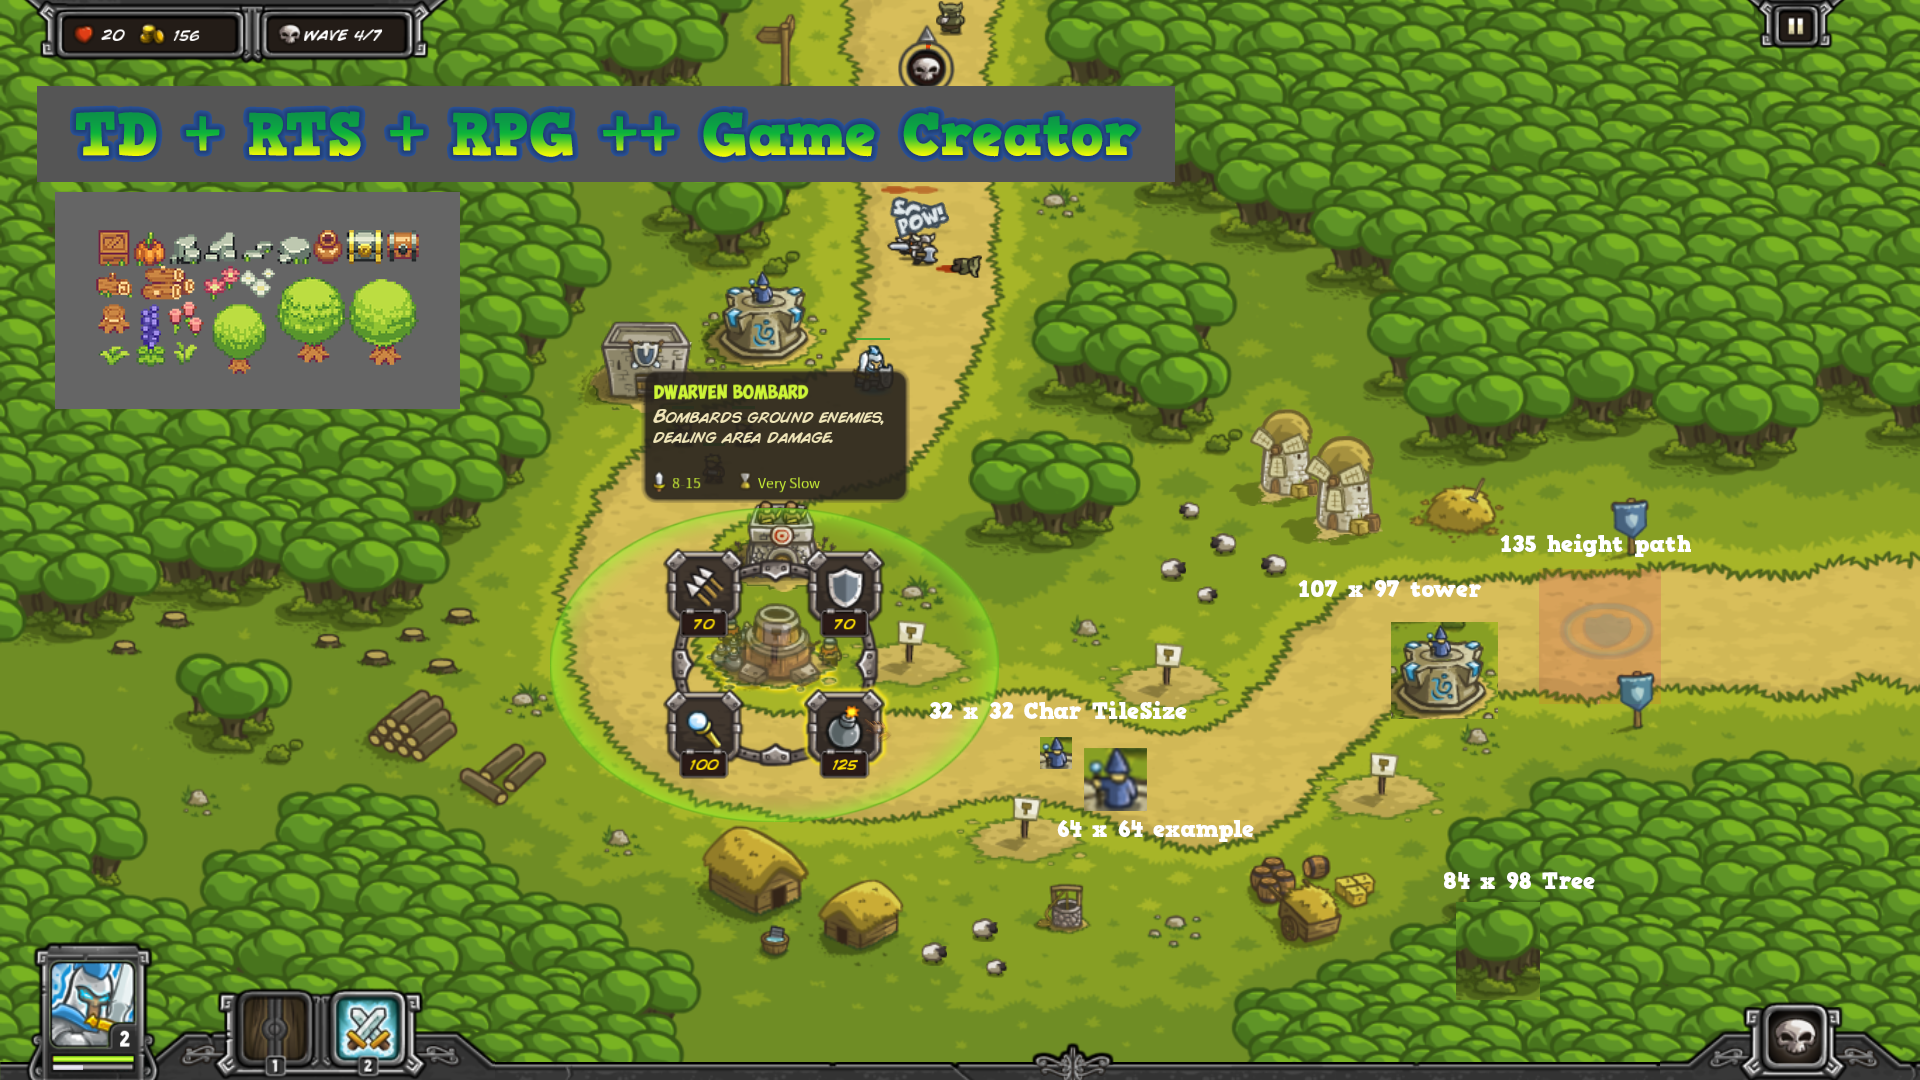 20 156 WAVE 4/7
TD + RTS + RPG ++ Game Creator
POW!
DWARVEN BOMBARD
BOMBARDS GROUND ENEMIES,
DEALING AREA DAMAGE.
8-15 Very Slow
135 height path
107 x 97 tower
70 70
32 x 32 Char TileSize
100 125
64 x 64 example
84 x 98 Tree
2
1 2